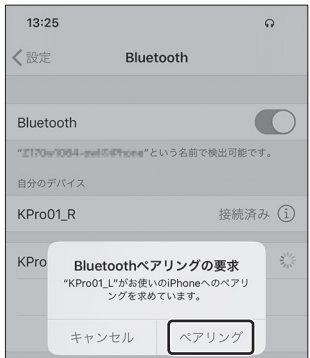 13:25
設定
Bluetooth
Bluetooth
という名前で検出可能です。
自分のデバイス
KPro01_R
接続済み
KPro
Bluetoothペアリングの要求
"KPro01_L"がお使いのiPhoneへのペアリ
ングを求めています。
キャンセル
ペアリング